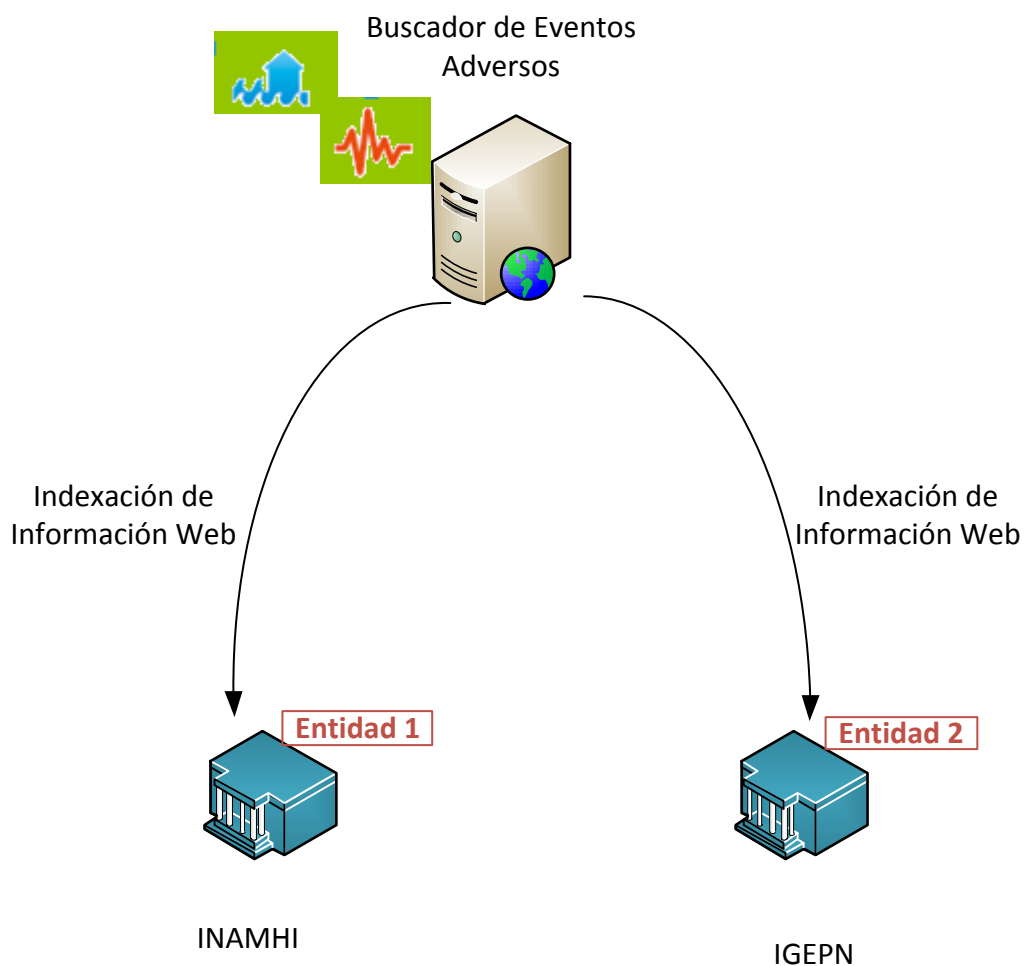 Buscador de Eventos
Adversos
Indexación de
Información Web
Indexación de
Información Web
Entidad 1
Entidad 2
INAMHI
IGEPN